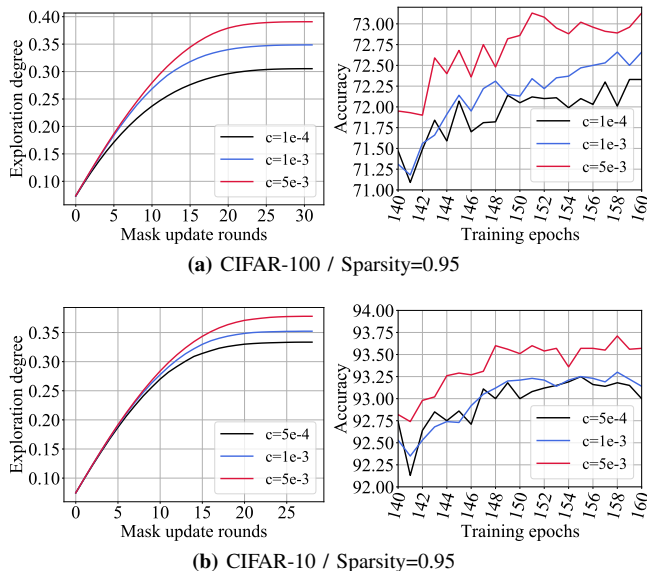 0.40
0.35
0.30
0.25
0.20
0.15
0.10
Exploration degree
c=1e-4
c=1e-3
c=5e-3
0 5 10 15 20 25 30
Mask update rounds
73.00
72.75
72.50
72.25
72.00
71.75
71.50
71.25
71.00
Accuracy
c=1e-4
c=1e-3
c=5e-3
140 142 144 146 148 150 152 154 156 158 160
Training epochs
(a) CIFAR-100 / Sparsity=0.95
0.35
0.30
0.25
0.20
0.15
0.10
Exploration degree
c=5e-4
c=1e-3
c=5e-3
0 5 10 15 20 25
Mask update rounds
94.00
93.75
93.50
93.25
93.00
92.75
92.50
92.25
92.00
Accuracy
c=5e-4
c=1e-3
c=5e-3
140 142 144 146 148 150 152 154 156 158 160
Training epochs
(b) CIFAR-10 / Sparsity=0.95